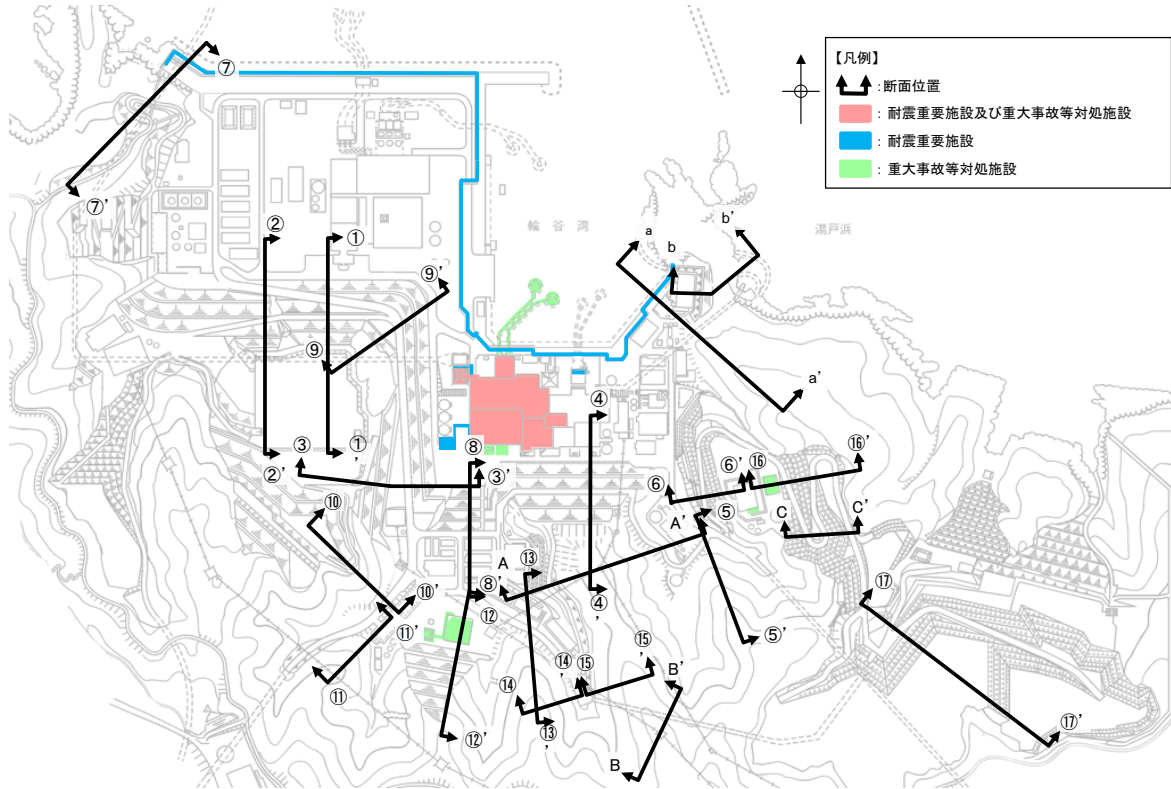 【凡例】
：断面位置
：耐震重要施設及び重大事故等対処施設
：耐震重要施設
：重大事故等対処施設
⑦
⑦'
②
①
⑨'
輪谷湾
a
b
b'
湯戸浜
⑨
a'
④
③
②'
①'
⑧
③'
⑥
⑥'
⑯
⑯'
⑩
A'
⑤
C
C'
A
⑬
⑧'
⑫
④'
⑩'
⑪'
⑰
⑤'
⑪
⑭
⑭'
⑮
⑮'
B'
⑬'
⑫'
B
⑰'